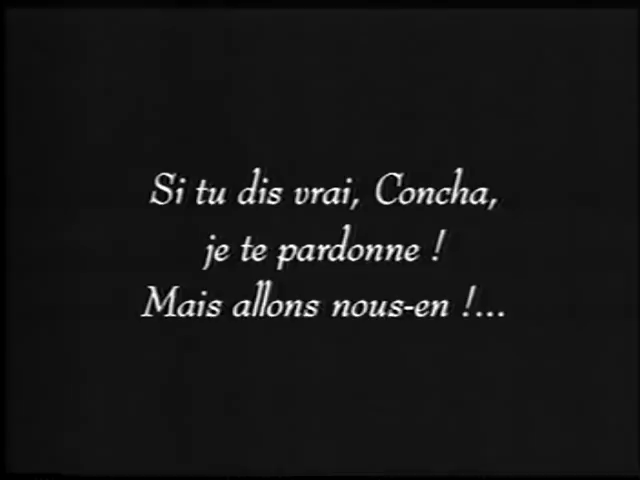 Si tu dis vrai, Concha,
je te pardonne !
Mais allons nous-en !...